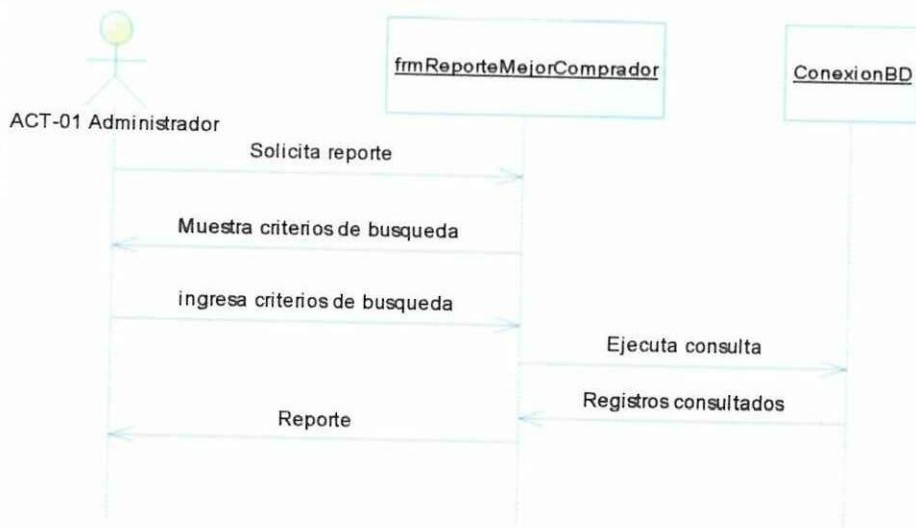 frmReporteMejorComprador
ConexionBD
ACT-01 Administrador
Solicita reporte
Muestra criterios de busqueda
ingresa criterios de busqueda
Ejecuta consulta
Registros consultados
Reporte